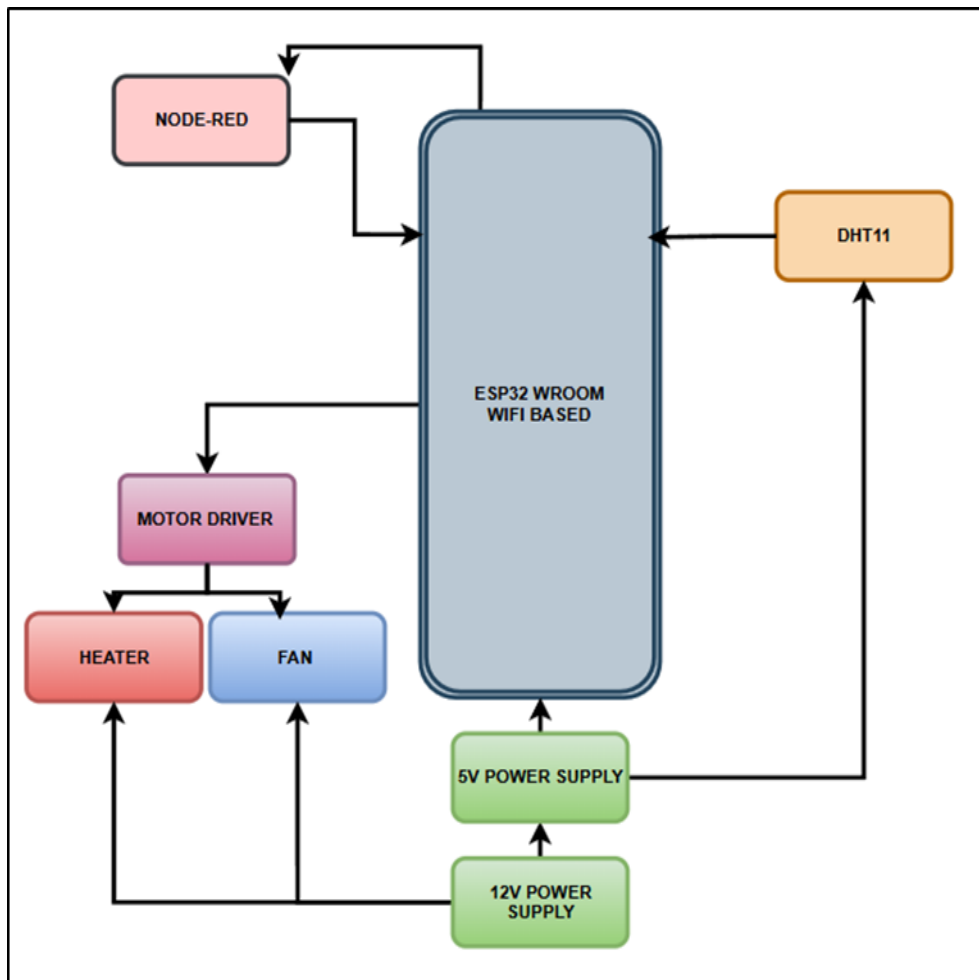 NODE-RED
DHT11
ESP32 WROOM
WIFI BASED
MOTOR DRIVER
HEATER
FAN
5V POWER SUPPLY
12V POWER
SUPPLY